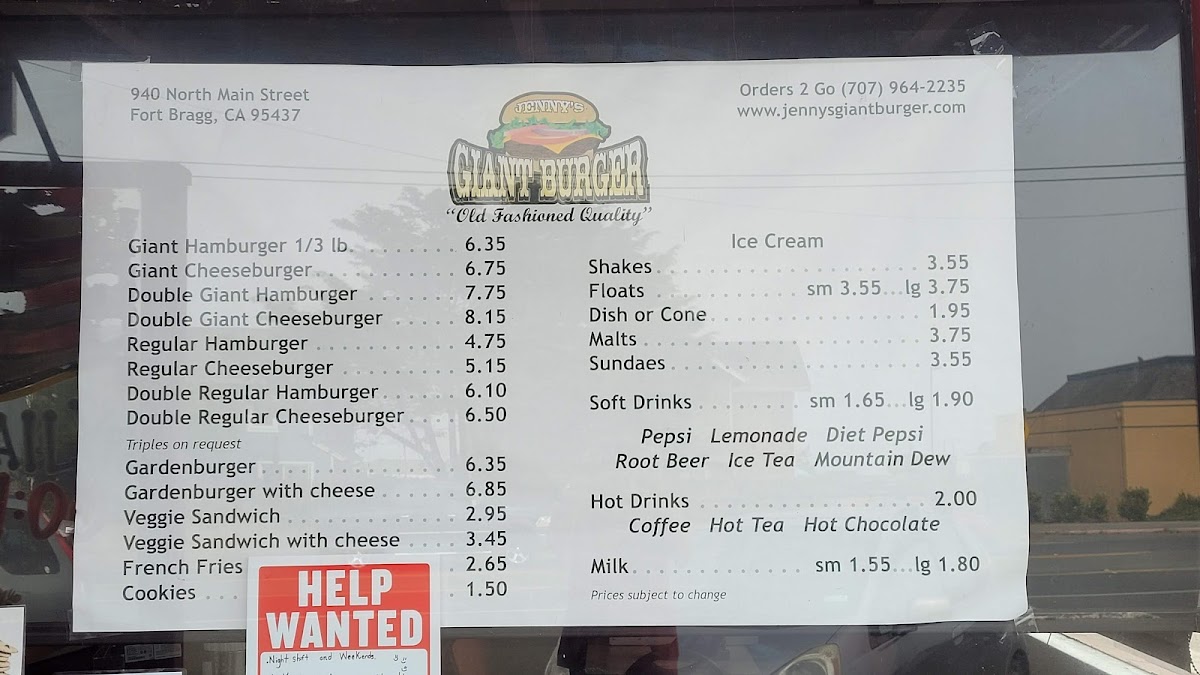 940 North Main Street
Fort Bragg, CA 95437
Orders 2 Go (707) 964-2235
www.jennysgiantburger.com
JENNY'S
GIANT BURGER
"Old Fashioned Quality"
Giant Hamburger 1/3 lb. . . . . . . . . 6.35
Giant Cheeseburger . . . . . . . . . . . 6.75
Double Giant Hamburger . . . . . . . 7.75
Double Giant Cheeseburger . . . . . 8.15
Regular Hamburger . . . . . . . . . . . 4.75
Regular Cheeseburger . . . . . . . . . 5.15
Double Regular Hamburger . . . . . 6.10
Double Regular Cheeseburger . . . . 6.50
Triples on request
Gardenburger . . . . . . . . . . . . . . . 6.35
Gardenburger with cheese . . . . . . 6.85
Veggie Sandwich . . . . . . . . . . . . . 2.95
Veggie Sandwich with cheese . . . . 3.45
French Fries . 2.65
Cookies . . . . 1.50
Ice Cream
Shakes . . . . . . . . . . . . . . . . . . . . . 3.55
Floats . . . . . . . . . . . sm 3.55...lg 3.75
Dish or Cone . . . . . . . . . . . . . . . . . 1.95
Malts . . . . . . . . . . . . . . . . . . . . . . 3.75
Sundaes . . . . . . . . . . . . . . . . . . . . 3.55
Soft Drinks . . . . . . . . sm 1.65...lg 1.90
Pepsi Lemonade Diet Pepsi
Root Beer Ice Tea Mountain Dew
Hot Drinks . . . . . . . . . . . . . . . . . . 2.00
Coffee Hot Tea Hot Chocolate
Milk . . . . . . . . . . . . . sm 1.55...lg 1.80
Prices subject to change
HELP
WANTED
.Night shift and Weekends.